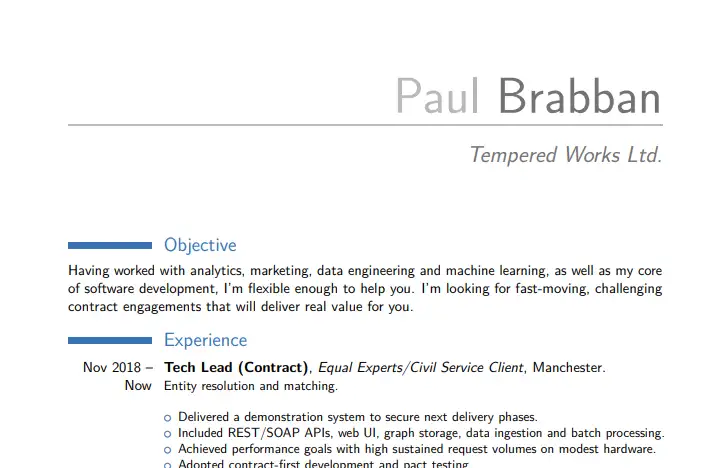 Paul Brabban
Tempered Works Ltd.
Objective
Having worked with analytics, marketing, data engineering and machine learning, as well as my core
of software development, I'm flexible enough to help you. I'm looking for fast-moving, challenging
contract engagements that will deliver real value for you.
Experience
Nov 2018 – Tech Lead (Contract), Equal Experts/Civil Service Client, Manchester.
Now Entity resolution and matching.
○ Delivered a demonstration system to secure next delivery phases.
○ Included REST/SOAP APIs, web UI, graph storage, data ingestion and batch processing.
○ Achieved performance goals with high sustained request volumes on modest hardware.
○ Adopted contract-first development and pact testing